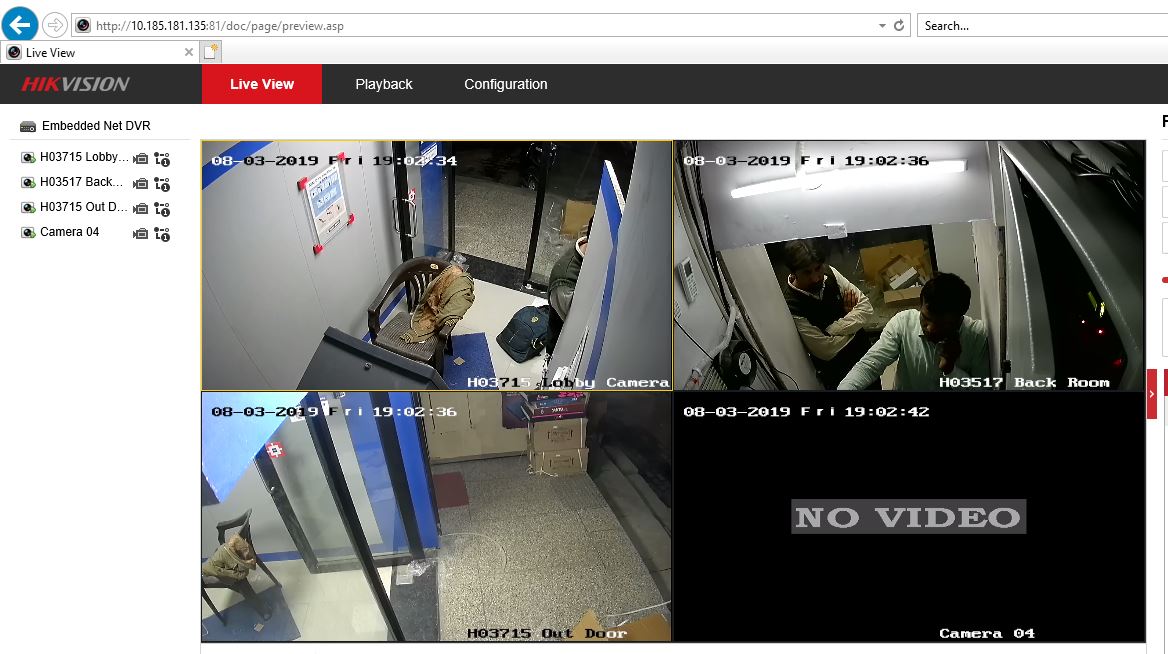 http://10.185.181.135:81/doc/page/preview.asp
Search...
Live View
HIKVISION
Live View
Playback
Configuration
Embedded Net DVR
H03715 Lobby...
H03517 Back...
H03715 Out D...
Camera 04
08-03-2019 Fri 19:02:34
H03715 Lobby Camera
08-03-2019 Fri 19:02:36
H03517 Back Room
08-03-2019 Fri 19:02:36
H03715 Out Door
08-03-2019 Fri 19:02:42
NO VIDEO
Camera 04